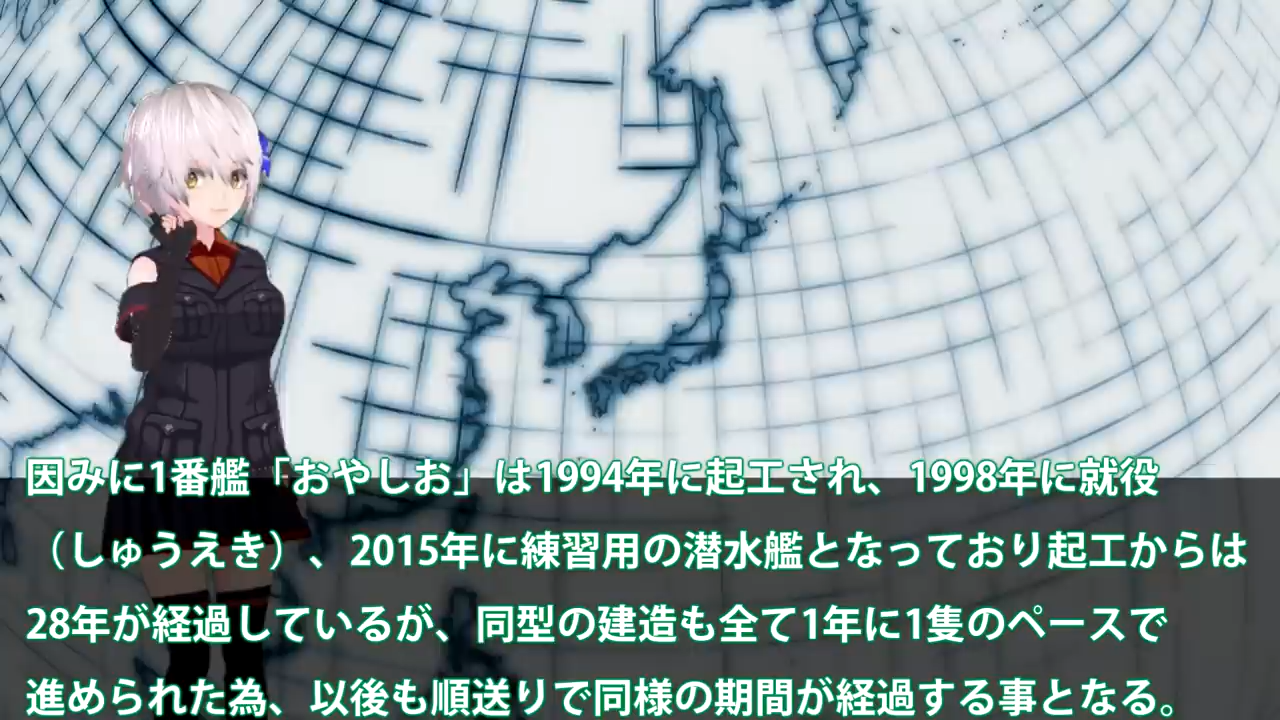 因みに1番艦「おやしお」は1994年に起工され、1998年に就役
（しゅうえき）、2015年に練習用の潜水艦となっており起工からは
28年が経過しているが、同型の建造も全て1年に1隻のペースで
進められた為、以後も順送りで同様の期間が経過する事となる。